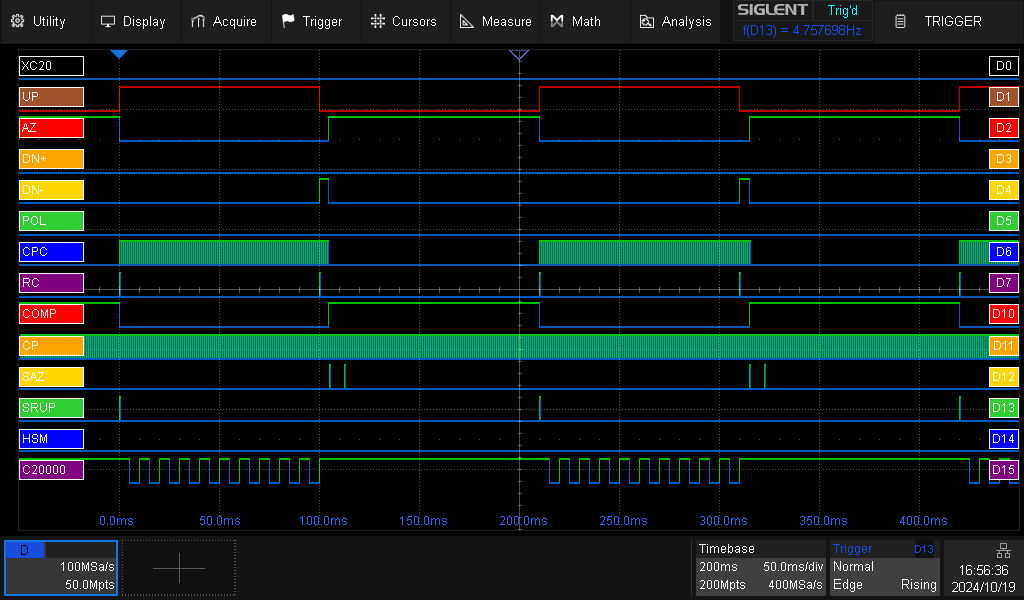 Utility Display Acquire Trigger Cursors Measure Math Analysis SIGLENT Trig'd TRIGGER
f(D13) = 4.757698Hz
XC20 D0
UP D1
AZ D2
DN+ D3
DN- D4
POL D5
CPC D6
RC D7
COMP D10
CP D11
SAZ D12
SRUP D13
HSM D14
C20000 D15
0.0ms 50.0ms 100.0ms 150.0ms 200.0ms 250.0ms 300.0ms 350.0ms 400.0ms
D Timebase Trigger D13
100MSa/s 200ms 50.0ms/div Normal 16:56:36
50.0Mpts 200Mpts 400MSa/s Edge Rising 2024/10/19